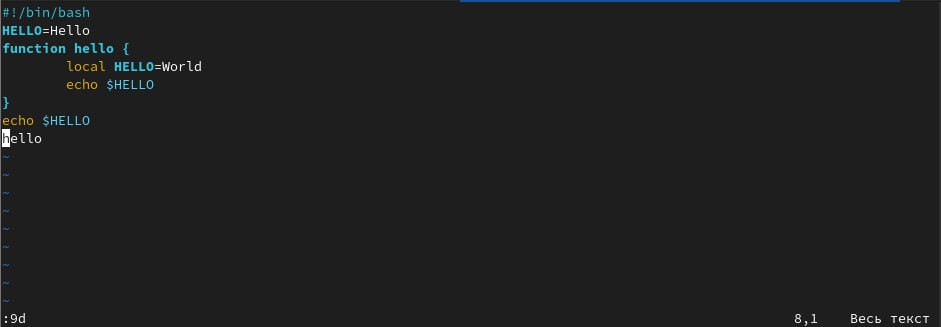 #!/bin/bash
HELLO=Hello
function hello {
        local HELLO=World
        echo $HELLO
}
echo $HELLO
hello
~
~
~
~
~
~
~
~
~
:9d 8,1 Весь текст